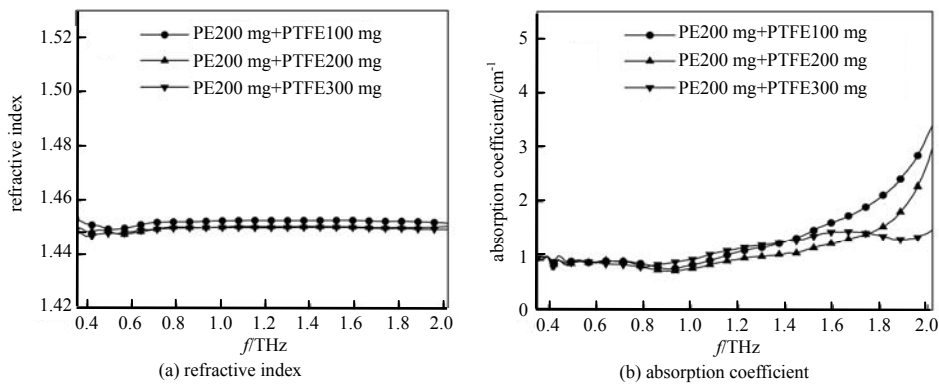 1.53
1.50
1.48
1.46
1.44
1.42
refractive index
PE200 mg+PTFE100 mg
PE200 mg+PTFE200 mg
PE200 mg+PTFE300 mg
0.4 0.6 0.8 1.0 1.2 1.4 1.6 1.8 2.0
f/THz
(a) refractive index
5
4
3
2
1
0
absorption coefficient/cm-1
PE200 mg+PTFE100 mg
PE200 mg+PTFE200 mg
PE200 mg+PTFE300 mg
0.4 0.6 0.8 1.0 1.2 1.4 1.6 1.8 2.0
f/THz
(b) absorption coefficient